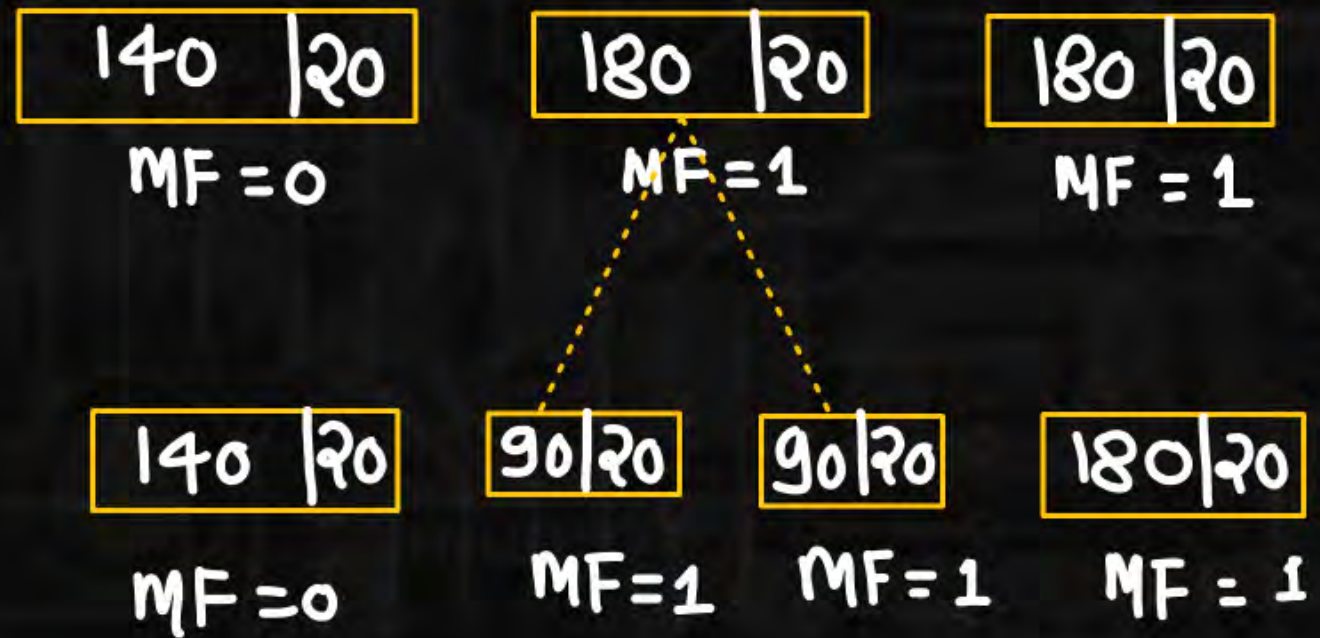 140 | 20 180 | 20 180 | 20
MF = 0 MF = 1 MF = 1
140 | 20 90 | 20 90 | 20 180 | 20
MF = 0 MF = 1 MF = 1 MF = 1